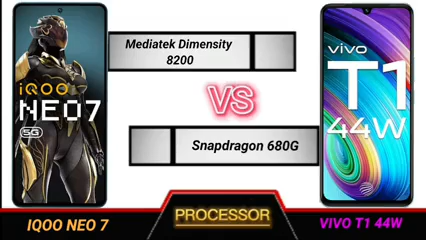 Mediatek Dimensity
8200
iQOO
NEO7
5G
VS
vivo
T1
44W
Snapdragon 680G
PROCESSOR
IQOO NEO 7
VIVO T1 44W